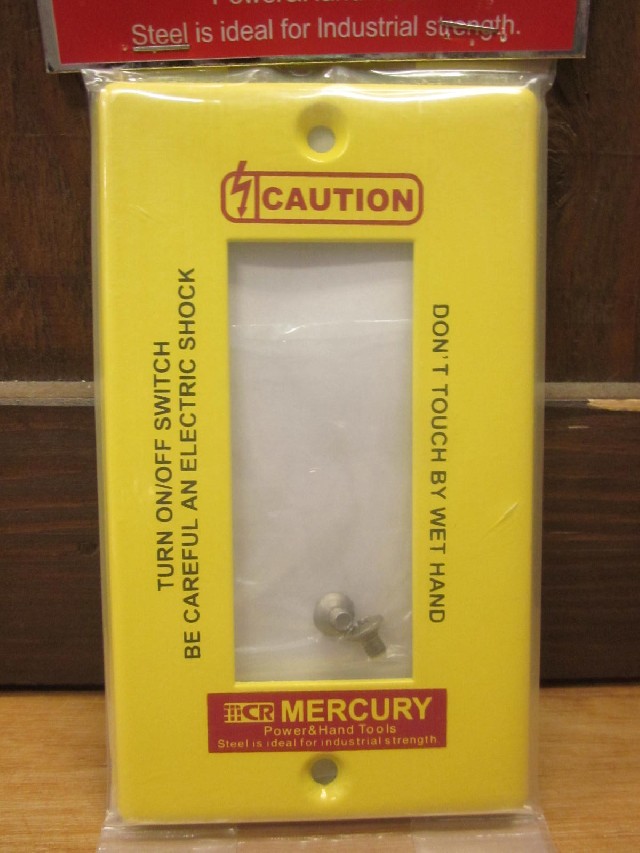 Steel is ideal for Industrial strength.
CAUTION
TURN ON/OFF SWITCH
BE CAREFUL AN ELECTRIC SHOCK
DON'T TOUCH BY WET HAND
MCR MERCURY
Power&Hand Tools
Steel is ideal for industrial strength.